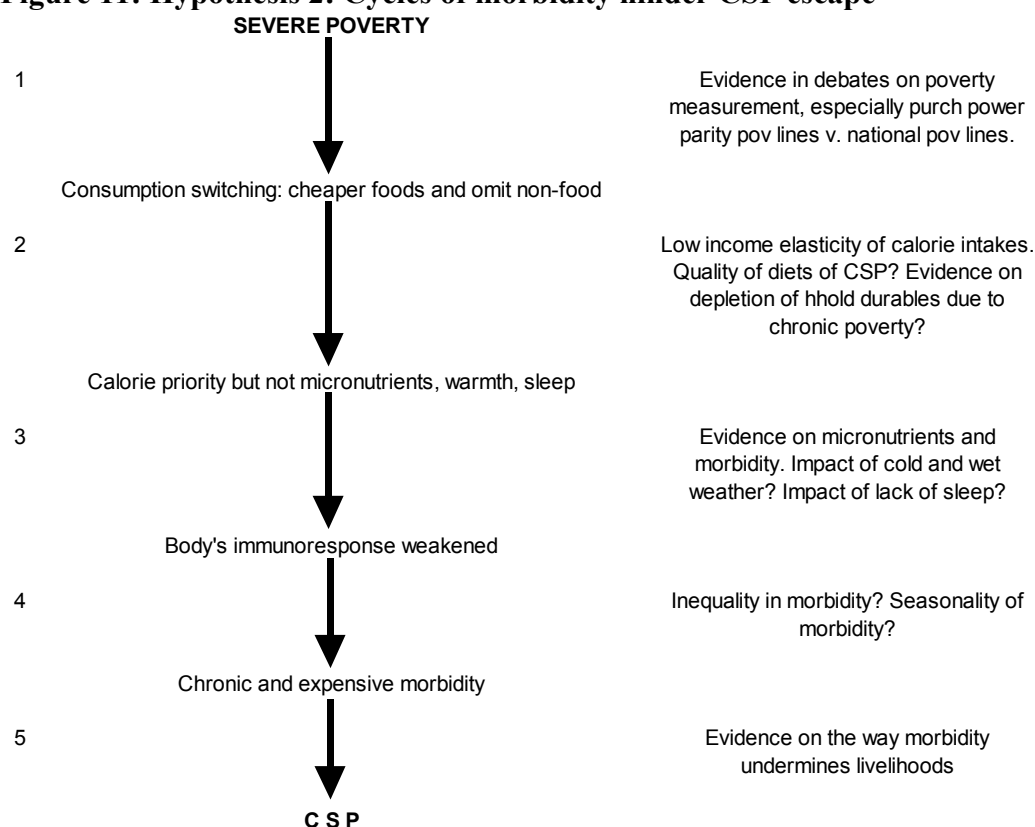 Figure 11: Hypothesis 2: Cycles of morbidity hinder CSP escape
SEVERE POVERTY
1
Evidence in debates on poverty
measurement, especially purch power
parity pov lines v. national pov lines.
Consumption switching: cheaper foods and omit non-food
2
Low income elasticity of calorie intakes.
Quality of diets of CSP? Evidence on
depletion of hhold durables due to
chronic poverty?
Calorie priority but not micronutrients, warmth, sleep
3
Evidence on micronutrients and
morbidity. Impact of cold and wet
weather? Impact of lack of sleep?
Body's immunoresponse weakened
4
Inequality in morbidity? Seasonality of
morbidity?
Chronic and expensive morbidity
5
Evidence on the way morbidity
undermines livelihoods
C S P